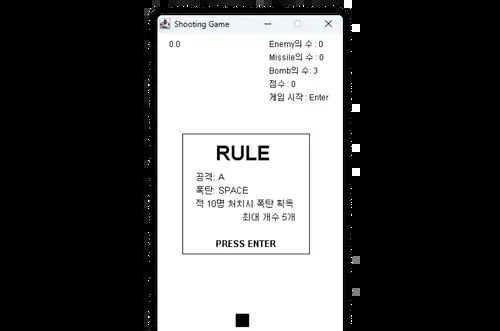 Shooting Game
0.0
Enemy의 수 : 0
Missile의 수 : 0
Bomb의 수: 3
점수 : 0
게임 시작 : Enter
RULE
공격: A
폭탄: SPACE
적 10명 처치시 폭탄 획득
최대 개수 5개
PRESS ENTER